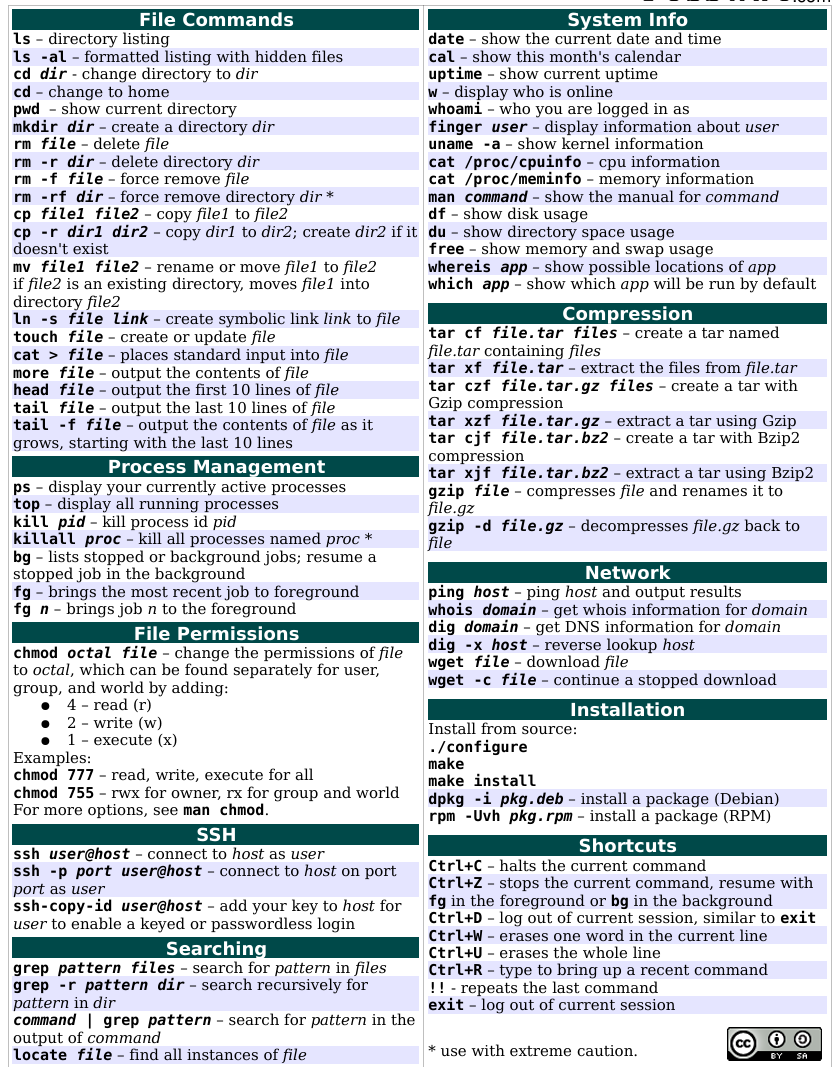 File Commands
ls – directory listing
ls -al – formatted listing with hidden files
cd dir - change directory to dir
cd – change to home
pwd – show current directory
mkdir dir – create a directory dir
rm file – delete file
rm -r dir – delete directory dir
rm -f file – force remove file
rm -rf dir – force remove directory dir *
cp file1 file2 – copy file1 to file2
cp -r dir1 dir2 – copy dir1 to dir2; create dir2 if it
doesn't exist
mv file1 file2 – rename or move file1 to file2
if file2 is an existing directory, moves file1 into
directory file2
ln -s file link – create symbolic link link to file
touch file – create or update file
cat > file – places standard input into file
more file – output the contents of file
head file – output the first 10 lines of file
tail file – output the last 10 lines of file
tail -f file – output the contents of file as it
grows, starting with the last 10 lines
Process Management
ps – display your currently active processes
top – display all running processes
kill pid – kill process id pid
killall proc – kill all processes named proc *
bg – lists stopped or background jobs; resume a
stopped job in the background
fg – brings the most recent job to foreground
fg n – brings job n to the foreground
File Permissions
chmod octal file – change the permissions of file
to octal, which can be found separately for user,
group, and world by adding:
● 4 – read (r)
● 2 – write (w)
● 1 – execute (x)
Examples:
chmod 777 – read, write, execute for all
chmod 755 – rwx for owner, rx for group and world
For more options, see man chmod.
SSH
ssh user@host – connect to host as user
ssh -p port user@host – connect to host on port
port as user
ssh-copy-id user@host – add your key to host for
user to enable a keyed or passwordless login
Searching
grep pattern files – search for pattern in files
grep -r pattern dir – search recursively for
pattern in dir
command | grep pattern – search for pattern in the
output of command
locate file – find all instances of file
System Info
date – show the current date and time
cal – show this month's calendar
uptime – show current uptime
w – display who is online
whoami – who you are logged in as
finger user – display information about user
uname -a – show kernel information
cat /proc/cpuinfo – cpu information
cat /proc/meminfo – memory information
man command – show the manual for command
df – show disk usage
du – show directory space usage
free – show memory and swap usage
whereis app – show possible locations of app
which app – show which app will be run by default
Compression
tar cf file.tar files – create a tar named
file.tar containing files
tar xf file.tar – extract the files from file.tar
tar czf file.tar.gz files – create a tar with
Gzip compression
tar xzf file.tar.gz – extract a tar using Gzip
tar cjf file.tar.bz2 – create a tar with Bzip2
compression
tar xjf file.tar.bz2 – extract a tar using Bzip2
gzip file – compresses file and renames it to
file.gz
gzip -d file.gz – decompresses file.gz back to
file
Network
ping host – ping host and output results
whois domain – get whois information for domain
dig domain – get DNS information for domain
dig -x host – reverse lookup host
wget file – download file
wget -c file – continue a stopped download
Installation
Install from source:
./configure
make
make install
dpkg -i pkg.deb – install a package (Debian)
rpm -Uvh pkg.rpm – install a package (RPM)
Shortcuts
Ctrl+C – halts the current command
Ctrl+Z – stops the current command, resume with
fg in the foreground or bg in the background
Ctrl+D – log out of current session, similar to exit
Ctrl+W – erases one word in the current line
Ctrl+U – erases the whole line
Ctrl+R – type to bring up a recent command
!! - repeats the last command
exit – log out of current session
* use with extreme caution.
cc BY SA